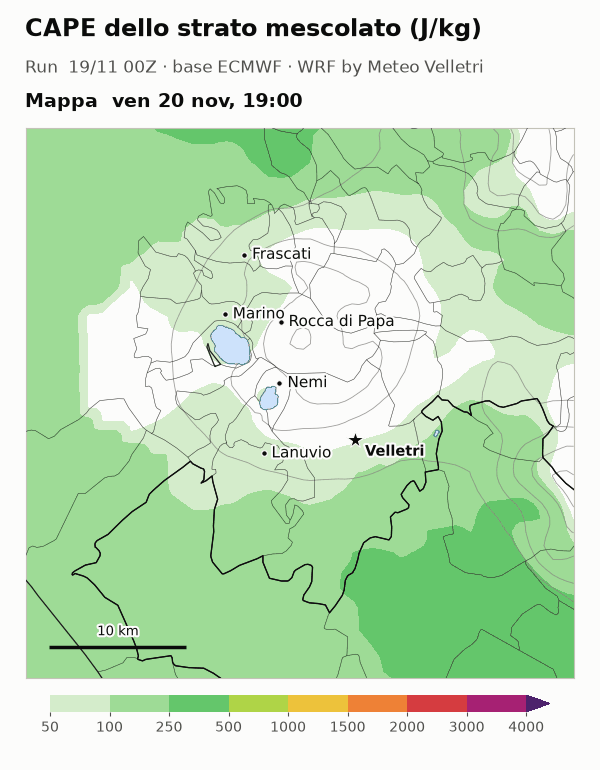 CAPE dello strato mescolato (J/kg)
Run  19/11 00Z · base ECMWF · WRF by Meteo Velletri
Mappa  ven 20 nov, 19:00
Frascati
Marino
Rocca di Papa
Nemi
Velletri
Lanuvio
10 km
50 100 250 500 1000 1500 2000 3000 4000